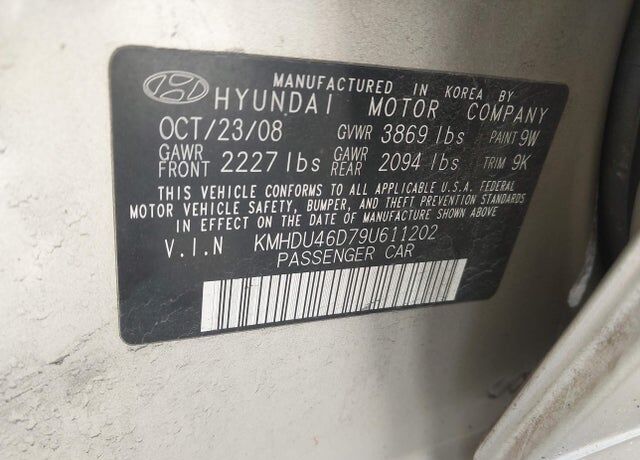 MANUFACTURED IN KOREA BY
HYUNDAI MOTOR COMPANY
OCT/23/08 GVWR 3869 lbs PAINT 9W
GAWR FRONT 2227 lbs GAWR REAR 2094 lbs TRIM 9K
THIS VEHICLE CONFORMS TO ALL APPLICABLE U.S.A. FEDERAL
MOTOR VEHICLE SAFETY, BUMPER, AND THEFT PREVENTION STANDARDS
IN EFFECT ON THE DATE OF MANUFACTURE SHOWN ABOVE
V.I.N KMHDU46D79U611202
PASSENGER CAR